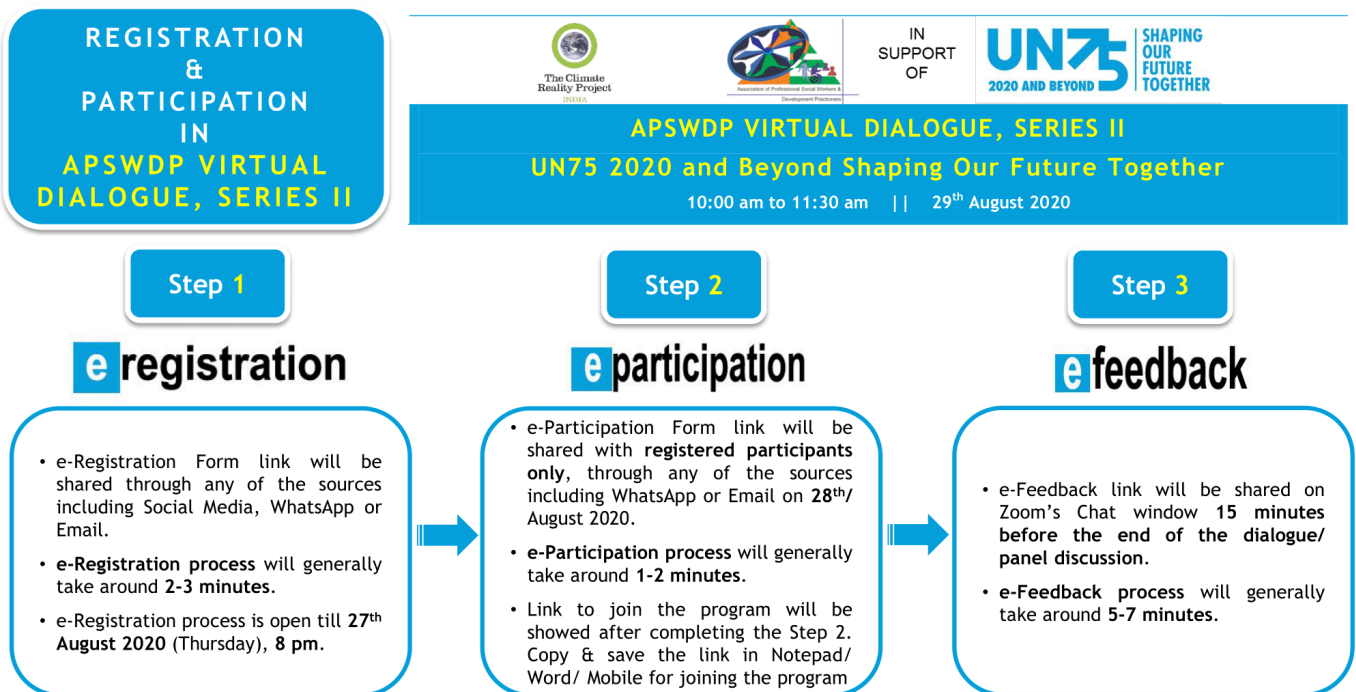 REGISTRATION
&
PARTICIPATION
IN
APSWDP VIRTUAL
DIALOGUE, SERIES II
The Climate
Reality Project
INDIA
Association of Professional Social Workers &
Development Practioners
IN
SUPPORT
OF
UN75
2020 AND BEYOND
SHAPING
OUR
FUTURE
TOGETHER
APSWDP VIRTUAL DIALOGUE, SERIES II
UN75 2020 and Beyond Shaping Our Future Together
10:00 am to 11:30 am || 29th August 2020
Step 1
e registration
• e-Registration Form link will be
shared through any of the sources
including Social Media, WhatsApp or
Email.
• e-Registration process will generally
take around 2-3 minutes.
• e-Registration process is open till 27th
August 2020 (Thursday), 8 pm.
Step 2
e participation
• e-Participation Form link will be
shared with registered participants
only, through any of the sources
including WhatsApp or Email on 28th/
August 2020.
• e-Participation process will generally
take around 1-2 minutes.
• Link to join the program will be
showed after completing the Step 2.
Copy & save the link in Notepad/
Word/ Mobile for joining the program
Step 3
e feedback
• e-Feedback link will be shared on
Zoom's Chat window 15 minutes
before the end of the dialogue/
panel discussion.
• e-Feedback process will generally
take around 5-7 minutes.